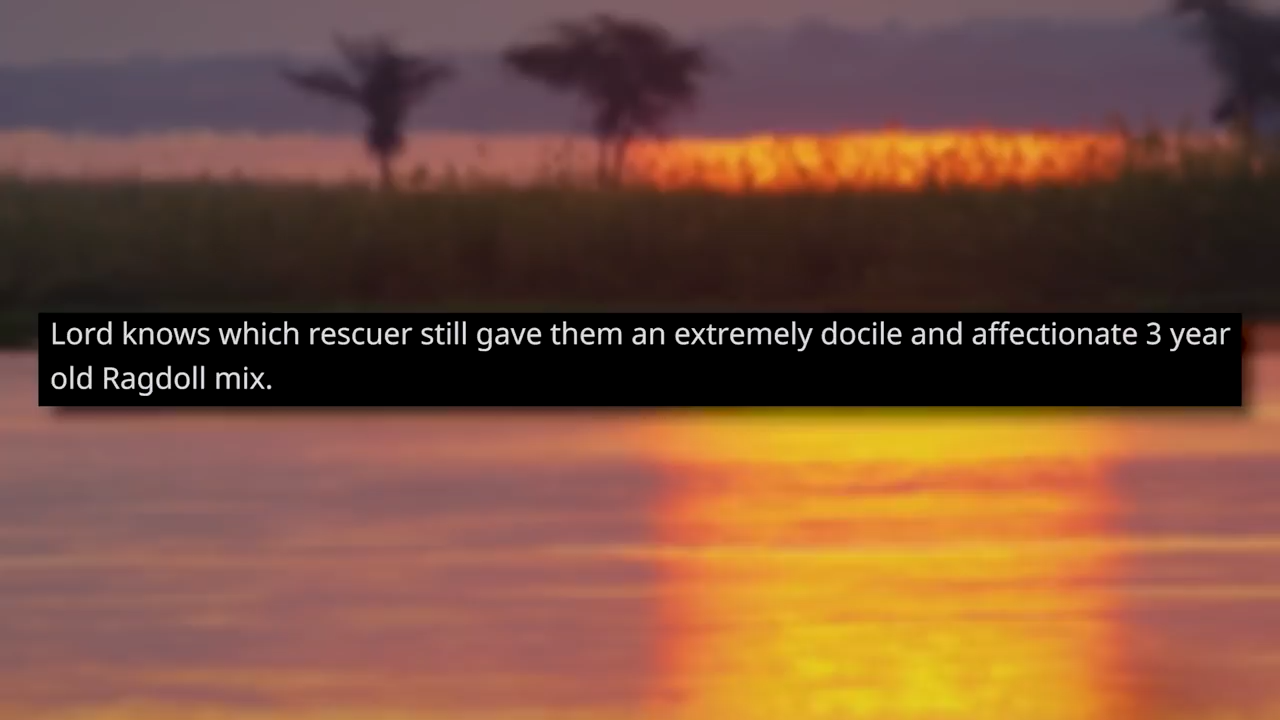 Lord knows which rescuer still gave them an extremely docile and affectionate 3 year
old Ragdoll mix.